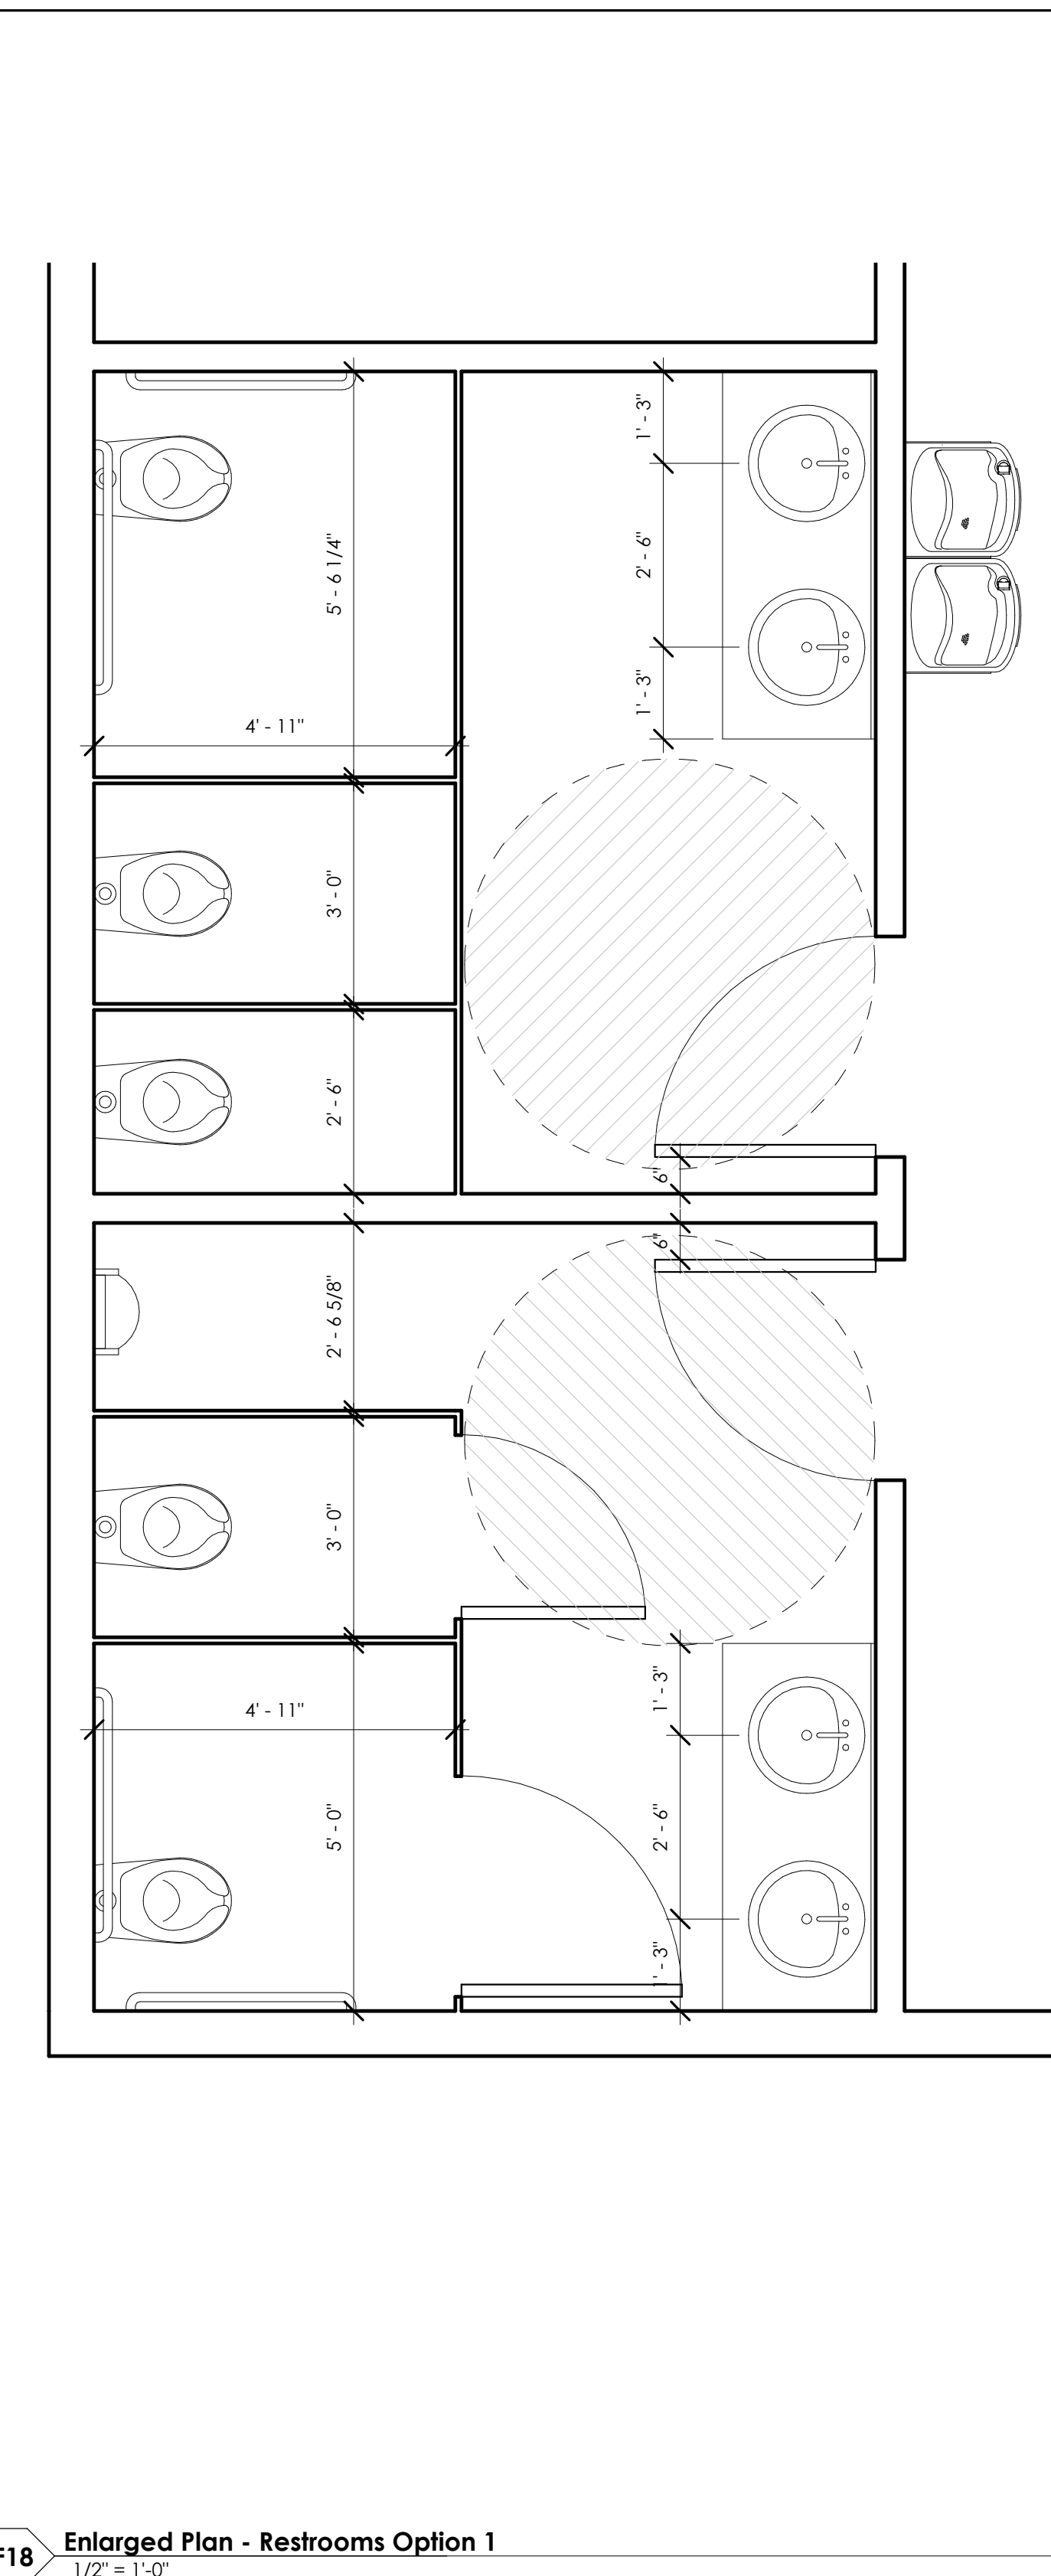 1' - 3"
2' - 6"
5' - 6 1/4"
1' - 3"
4' - 11"
3' - 0"
2' - 6"
6"
6"
2' - 6 5/8"
3' - 0"
1' - 3"
4' - 11"
5' - 0"
2' - 6"
1' - 3"
Enlarged Plan - Restrooms Option 1
F18
1/2" = 1'-0"